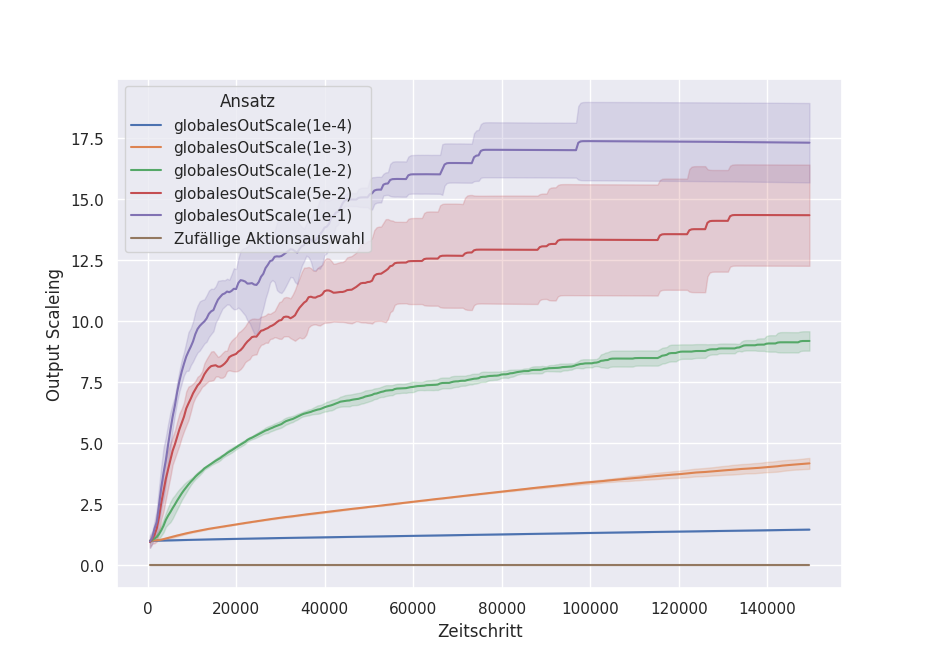 Ansatz
globalesOutScale(1e-4)
globalesOutScale(1e-3)
globalesOutScale(1e-2)
globalesOutScale(5e-2)
globalesOutScale(1e-1)
Zufällige Aktionsauswahl
17.5
15.0
12.5
10.0
7.5
5.0
2.5
0.0
Output Scaleing
0 20000 40000 60000 80000 100000 120000 140000
Zeitschritt